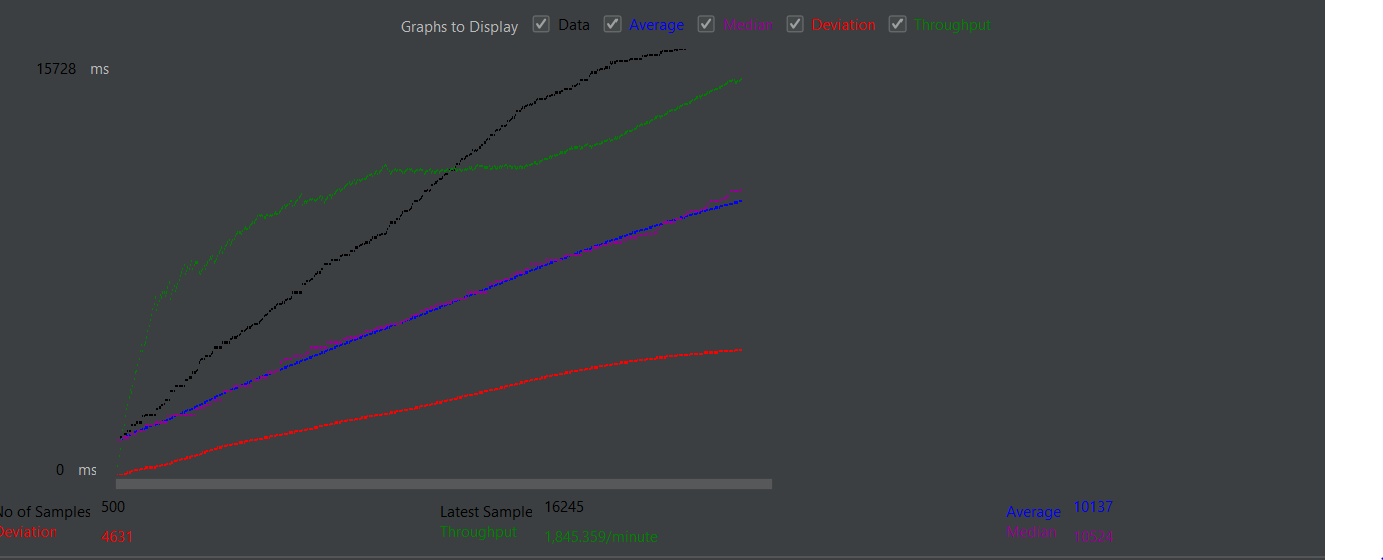 Graphs to Display Data Average Median Deviation Throughput
15728 ms
0 ms
No of Samples 500 Latest Sample 16245 Average 10137
Deviation 4631 Throughput 1,845.359/minute Median